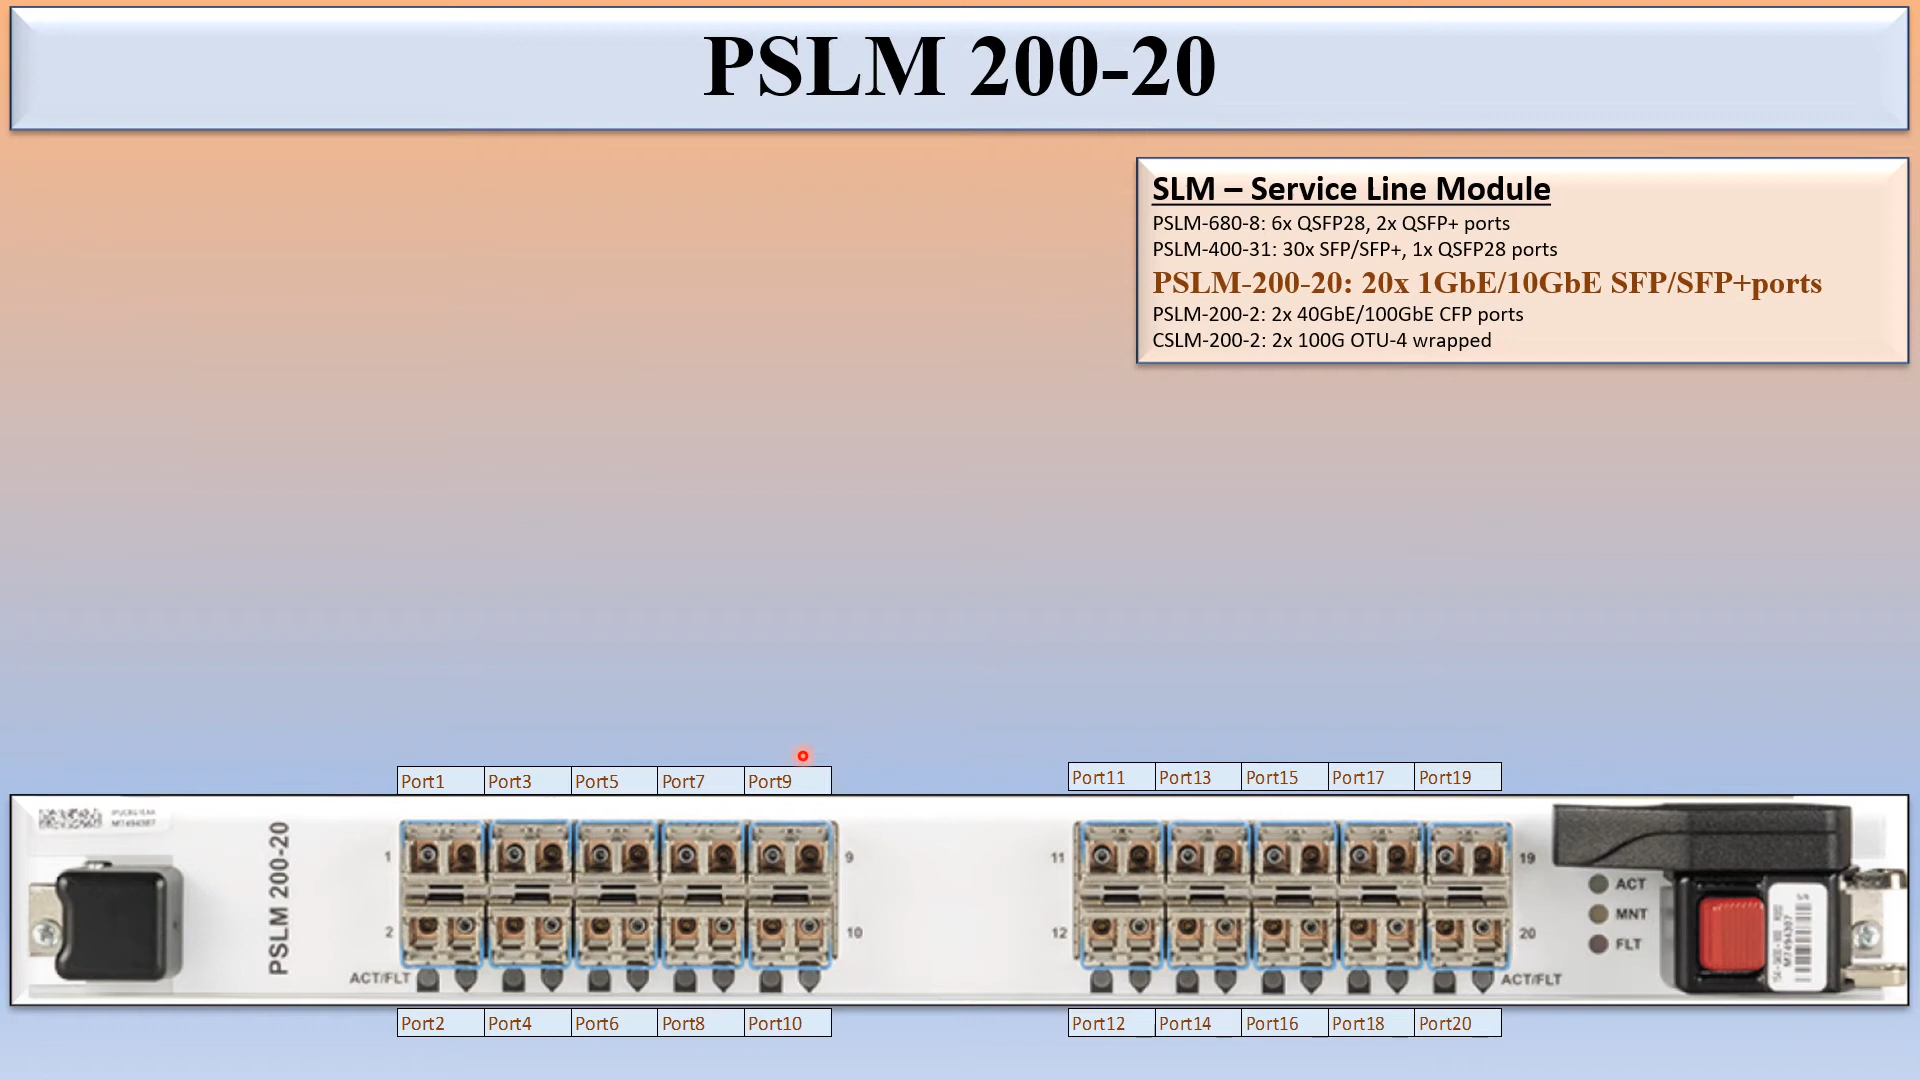 PSLM 200-20
SLM – Service Line Module
PSLM-680-8: 6x QSFP28, 2x QSFP+ ports
PSLM-400-31: 30x SFP/SFP+, 1x QSFP28 ports
PSLM-200-20: 20x 1GbE/10GbE SFP/SFP+ports
PSLM-200-2: 2x 40GbE/100GbE CFP ports
CSLM-200-2: 2x 100G OTU-4 wrapped
Port1 Port3 Port5 Port7 Port9
Port11 Port13 Port15 Port17 Port19
PSLM 200-20
1 9 11 19
2 10 12 20
ACT
MNT
FLT
ACT/FLT ACT/FLT
Port2 Port4 Port6 Port8 Port10
Port12 Port14 Port16 Port18 Port20